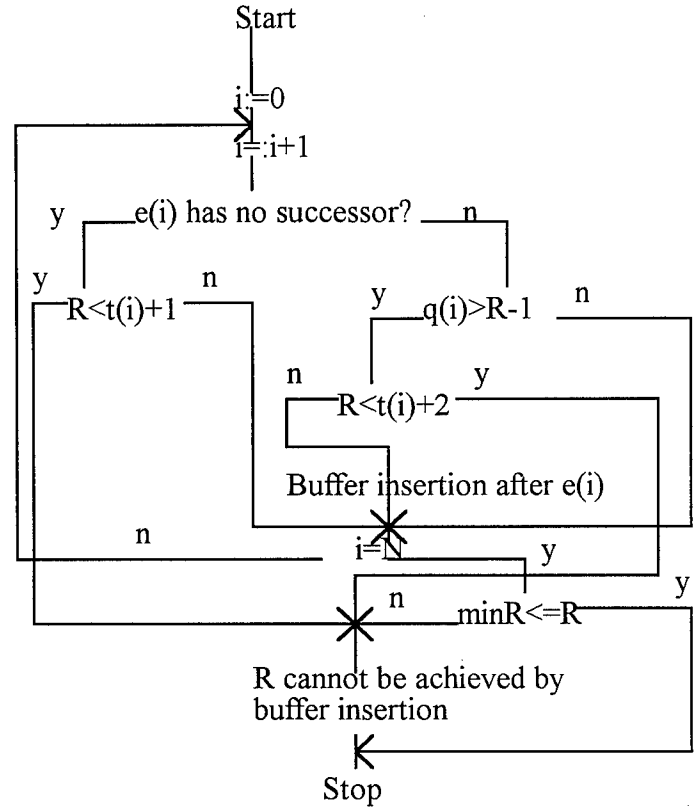 Start
i:=0
i=:i+1
y e(i) has no successor? n
y R<t(i)+1 n
y q(i)>R-1 n
n R<t(i)+2 y
Buffer insertion after e(i)
n i=N y
n minR<=R y
R cannot be achieved by
buffer insertion
Stop